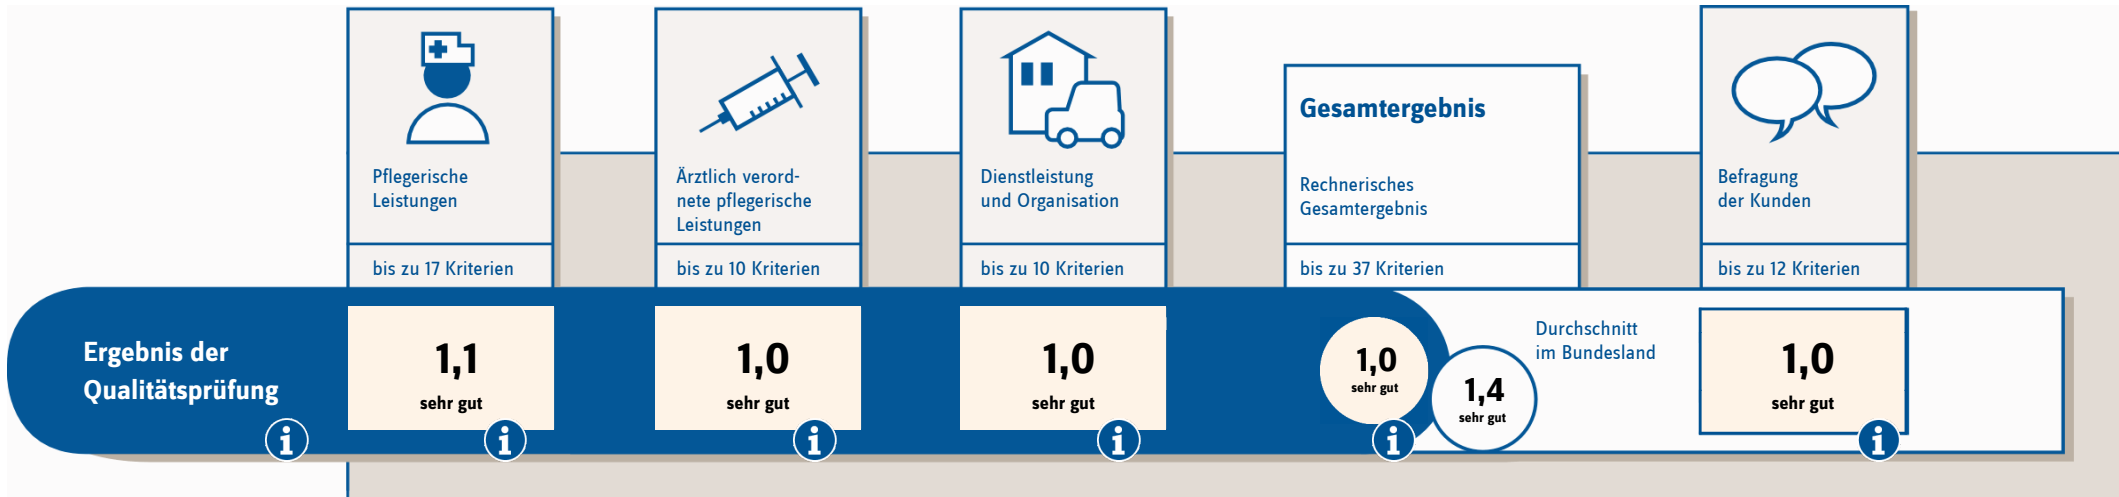 Pflegerische
Leistungen
bis zu 17 Kriterien
Ärztlich verord-
nete pflegerische
Leistungen
bis zu 10 Kriterien
Dienstleistung
und Organisation
bis zu 10 Kriterien
Gesamtergebnis
Rechnerisches
Gesamtergebnis
bis zu 37 Kriterien
Befragung
der Kunden
bis zu 12 Kriterien
Ergebnis der
Qualitätsprüfung
i
1,1
sehr gut
i
1,0
sehr gut
i
1,0
sehr gut
i
1,0
sehr gut
i
1,4
sehr gut
Durchschnitt
im Bundesland
1,0
sehr gut
i